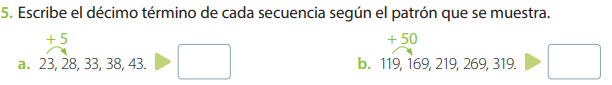 5. Escribe el décimo término de cada secuencia según el patrón que se muestra.
+ 5
a. 23, 28, 33, 38, 43.
+ 50
b. 119, 169, 219, 269, 319.